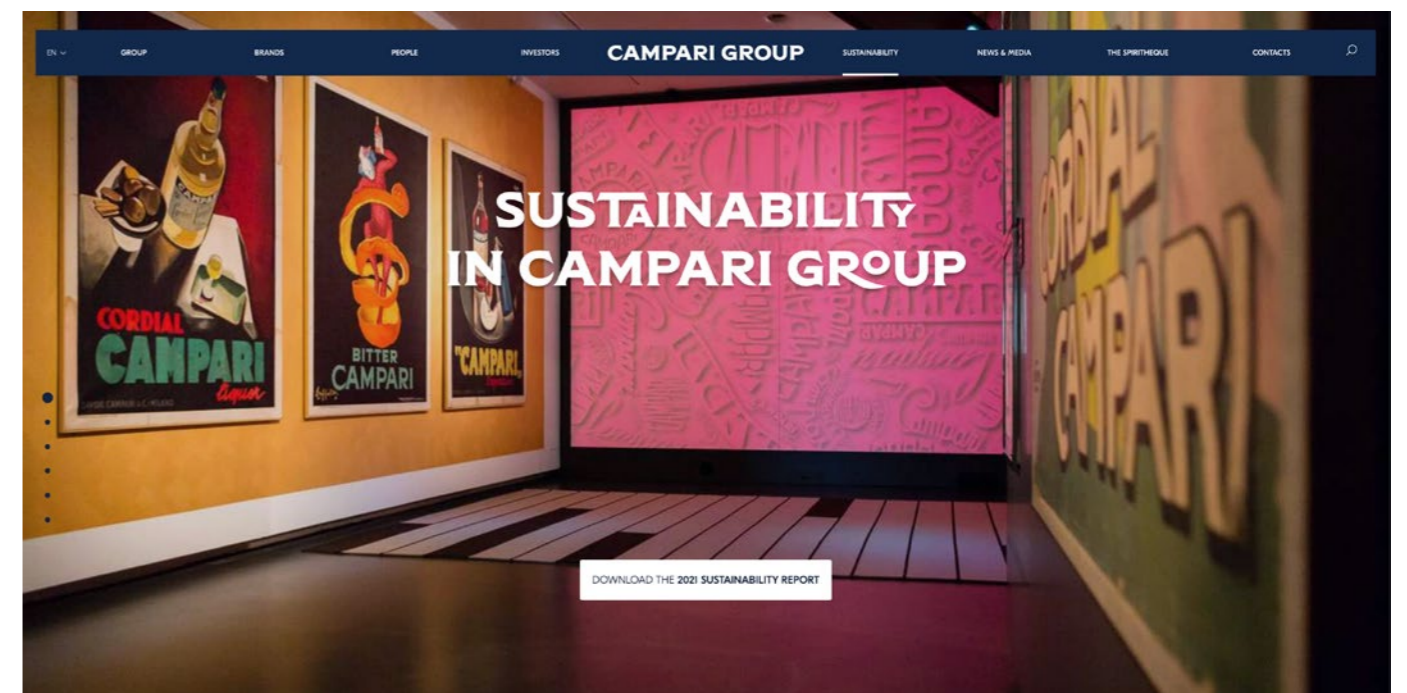 EN
GROUP
BRANDS
PEOPLE
INVESTORS
CAMPARI GROUP
SUSTAINABILITY
NEWS & MEDIA
THE SPIRITHEQUE
CONTACTS
SUSTAINABILITY
IN CAMPARI GROUP
CORDIAL
CAMPARI
liquor
BITTER
CAMPARI
"CAMPARI"
CORDIAL
CAMPARI
DOWNLOAD THE 2021 SUSTAINABILITY REPORT